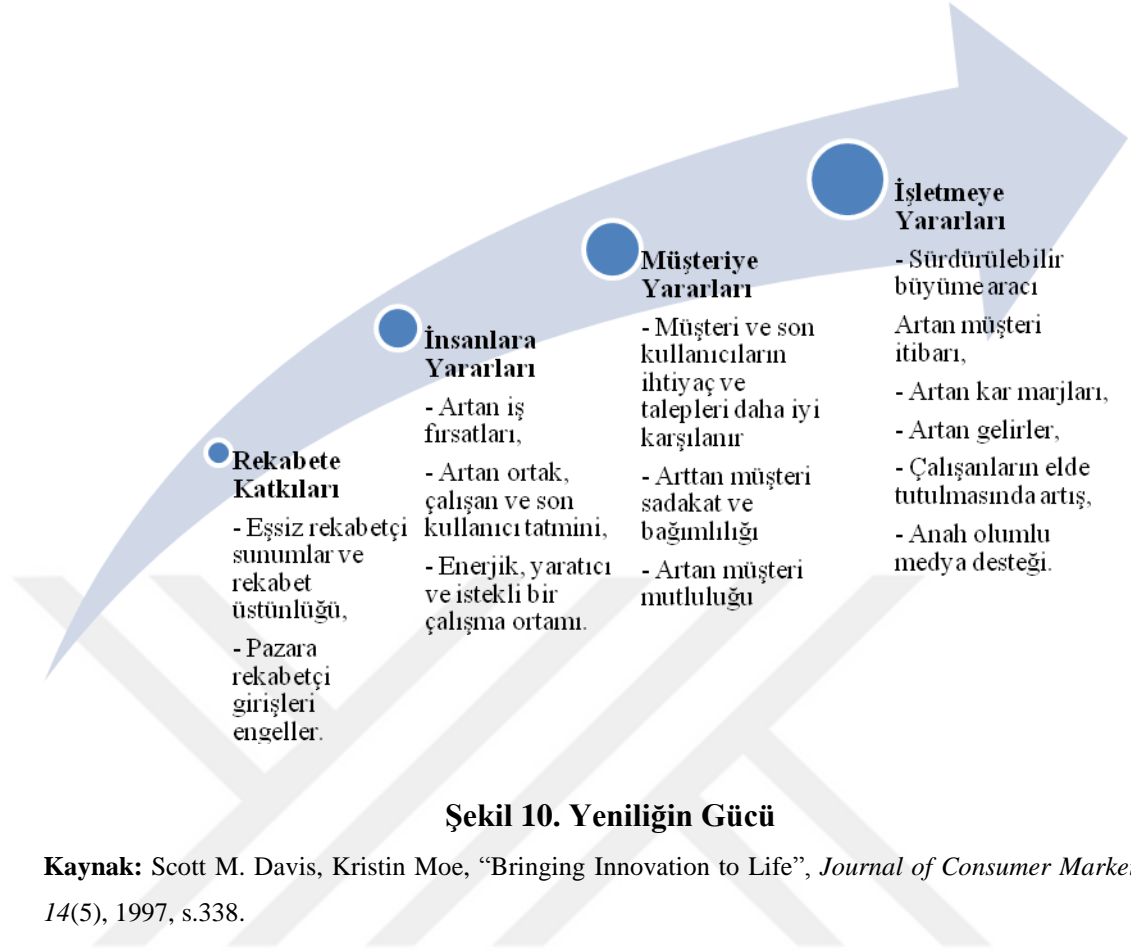 Rekabete
Katkıları
- Eşsiz rekabetçi
sunumlar ve
rekabet
üstünlüğü,
- Pazara
rekabetçi
girişleri
engeller.
İnsanlara
Yararları
- Artan iş
fırsatları,
- Artan ortak,
çalışan ve son
kullanıcı tatmini,
- Enerjik, yaratıcı
ve istekli bir
çalışma ortamı.
Müşteriye
Yararları
- Müşteri ve son
kullanıcıların
ihtiyaç ve
talepleri daha iyi
karşılanır
- Arttan müşteri
sadakat ve
bağımlılığı
- Artan müşteri
mutluluğu
İşletmeye
Yararları
- Sürdürülebilir
büyüme aracı
Artan müşteri
itibarı,
- Artan kar marjları,
- Artan gelirler,
- Çalışanların elde
tutulmasında artış,
- Anah olumlu
medya desteği.
Şekil 10. Yeniliğin Gücü
Kaynak: Scott M. Davis, Kristin Moe, “Bringing Innovation to Life”, Journal of Consumer Marke
14(5), 1997, s.338.